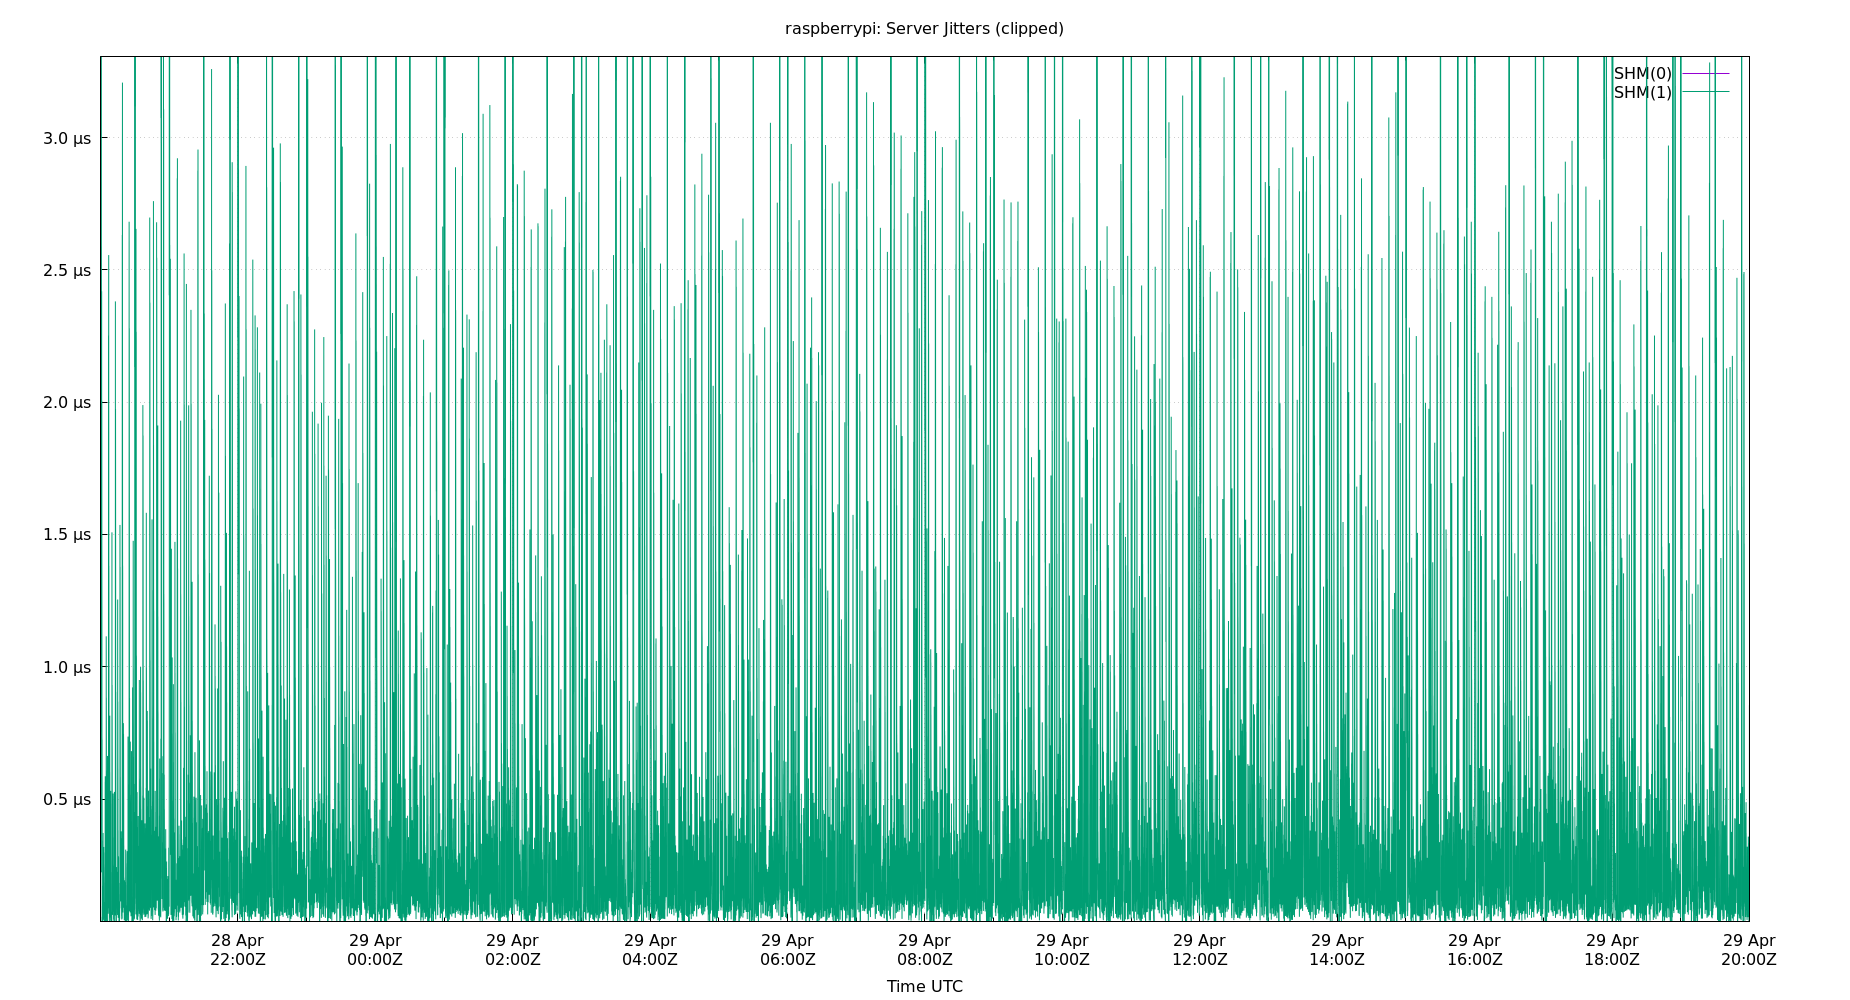 raspberrypi: Server Jitters (clipped)
SHM(0)
SHM(1)
3.0 µs
2.5 µs
2.0 µs
1.5 µs
1.0 µs
0.5 µs
28 Apr 29 Apr 29 Apr 29 Apr 29 Apr 29 Apr 29 Apr 29 Apr 29 Apr 29 Apr 29 Apr 29 Apr
22:00Z 00:00Z 02:00Z 04:00Z 06:00Z 08:00Z 10:00Z 12:00Z 14:00Z 16:00Z 18:00Z 20:00Z
Time UTC